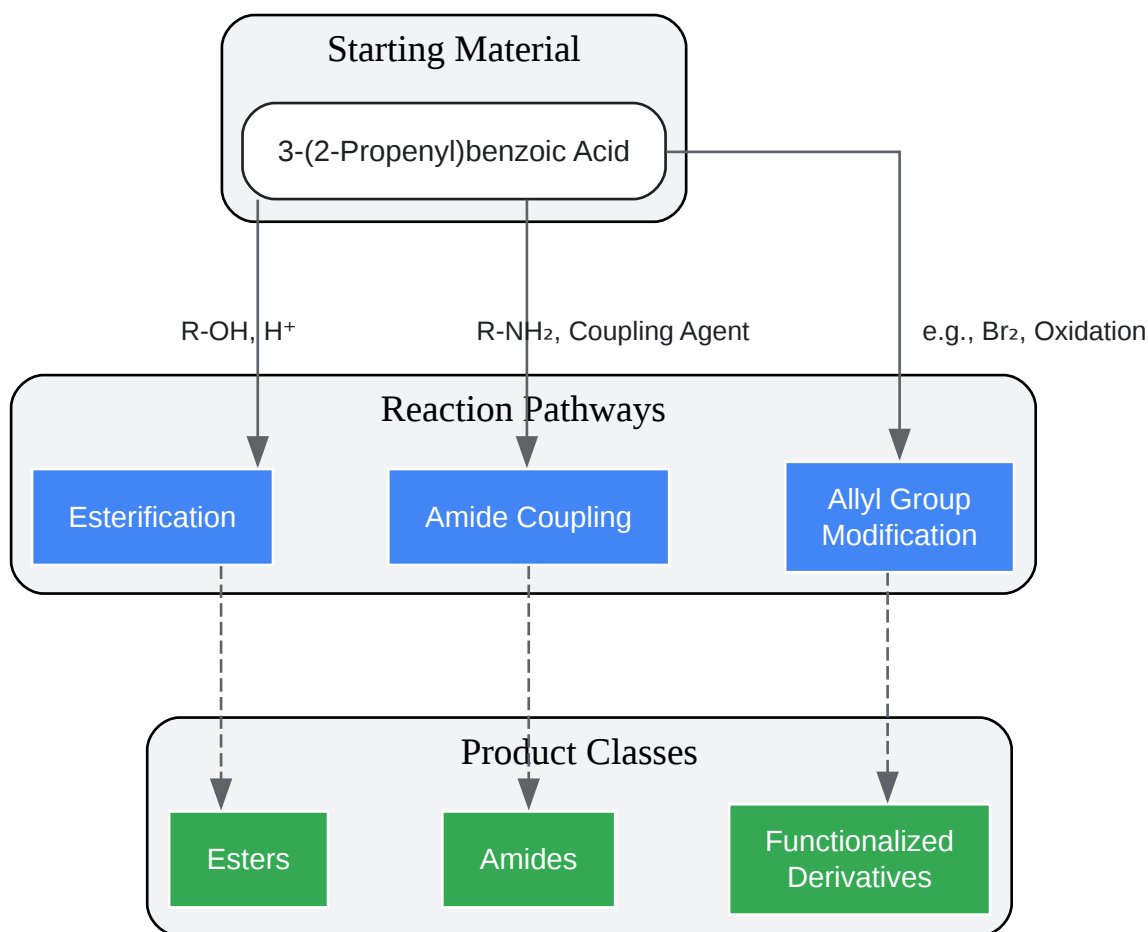 Starting Material
3-(2-Propenyl)benzoic Acid
R-OH, H⁺
R-NH₂, Coupling Agent
e.g., Br₂, Oxidation
Reaction Pathways
Esterification
Amide Coupling
Allyl Group
Modification
Product Classes
Esters
Amides
Functionalized
Derivatives